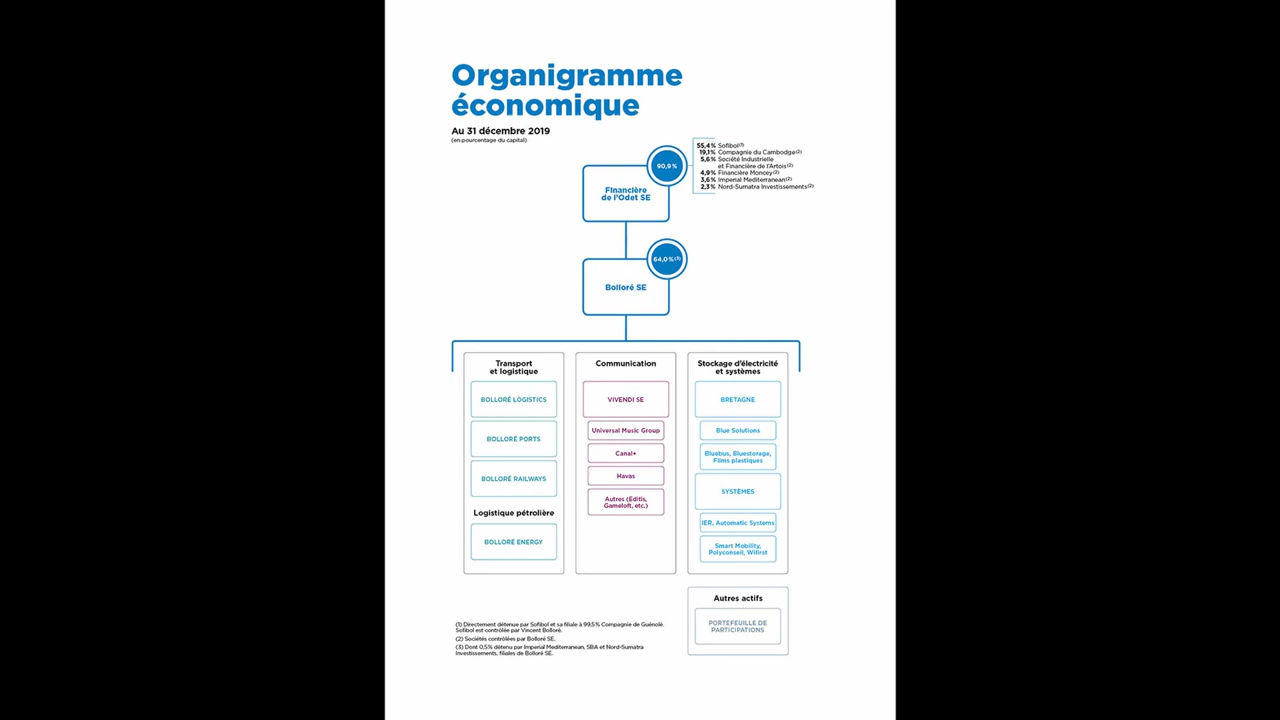 Organigramme
économique
Au 31 décembre 2019
(en pourcentage du capital)
90,9%
55,4% Sofibol(1)
19,1% Compagnie du Cambodge(2)
5,6% Société Industrielle
et Financière de l'Artois(2)
4,9% Financière Moncey(2)
3,6% Imperial Mediterranean(2)
2,3% Nord-Sumatra Investissements(2)
Financière
de l'Odet SE
64,0%(3)
Bolloré SE
Transport
et logistique
BOLLORÉ LOGISTICS
BOLLORÉ PORTS
BOLLORÉ RAILWAYS
Logistique pétrolière
BOLLORÉ ENERGY
Communication
VIVENDI SE
Universal Music Group
Canal+
Havas
Autres (Editis,
Gameloft, etc.)
Stockage d'électricité
et systèmes
BRETAGNE
Blue Solutions
Bluebus, Bluestorage,
Films plastiques
SYSTÈMES
IER, Automatic Systems
Smart Mobility,
Polyconseil, Wifirst
Autres actifs
PORTEFEUILLE DE
PARTICIPATIONS
(1) Directement détenue par Sofibol et sa filiale à 99,5% Compagnie de Guénolé.
Sofibol est contrôlée par Vincent Bolloré.
(2) Sociétés contrôlées par Bolloré SE.
(3) Dont 0,5% détenu par Imperial Mediterranean, SBA et Nord-Sumatra
Investissements, filiales de Bolloré SE.